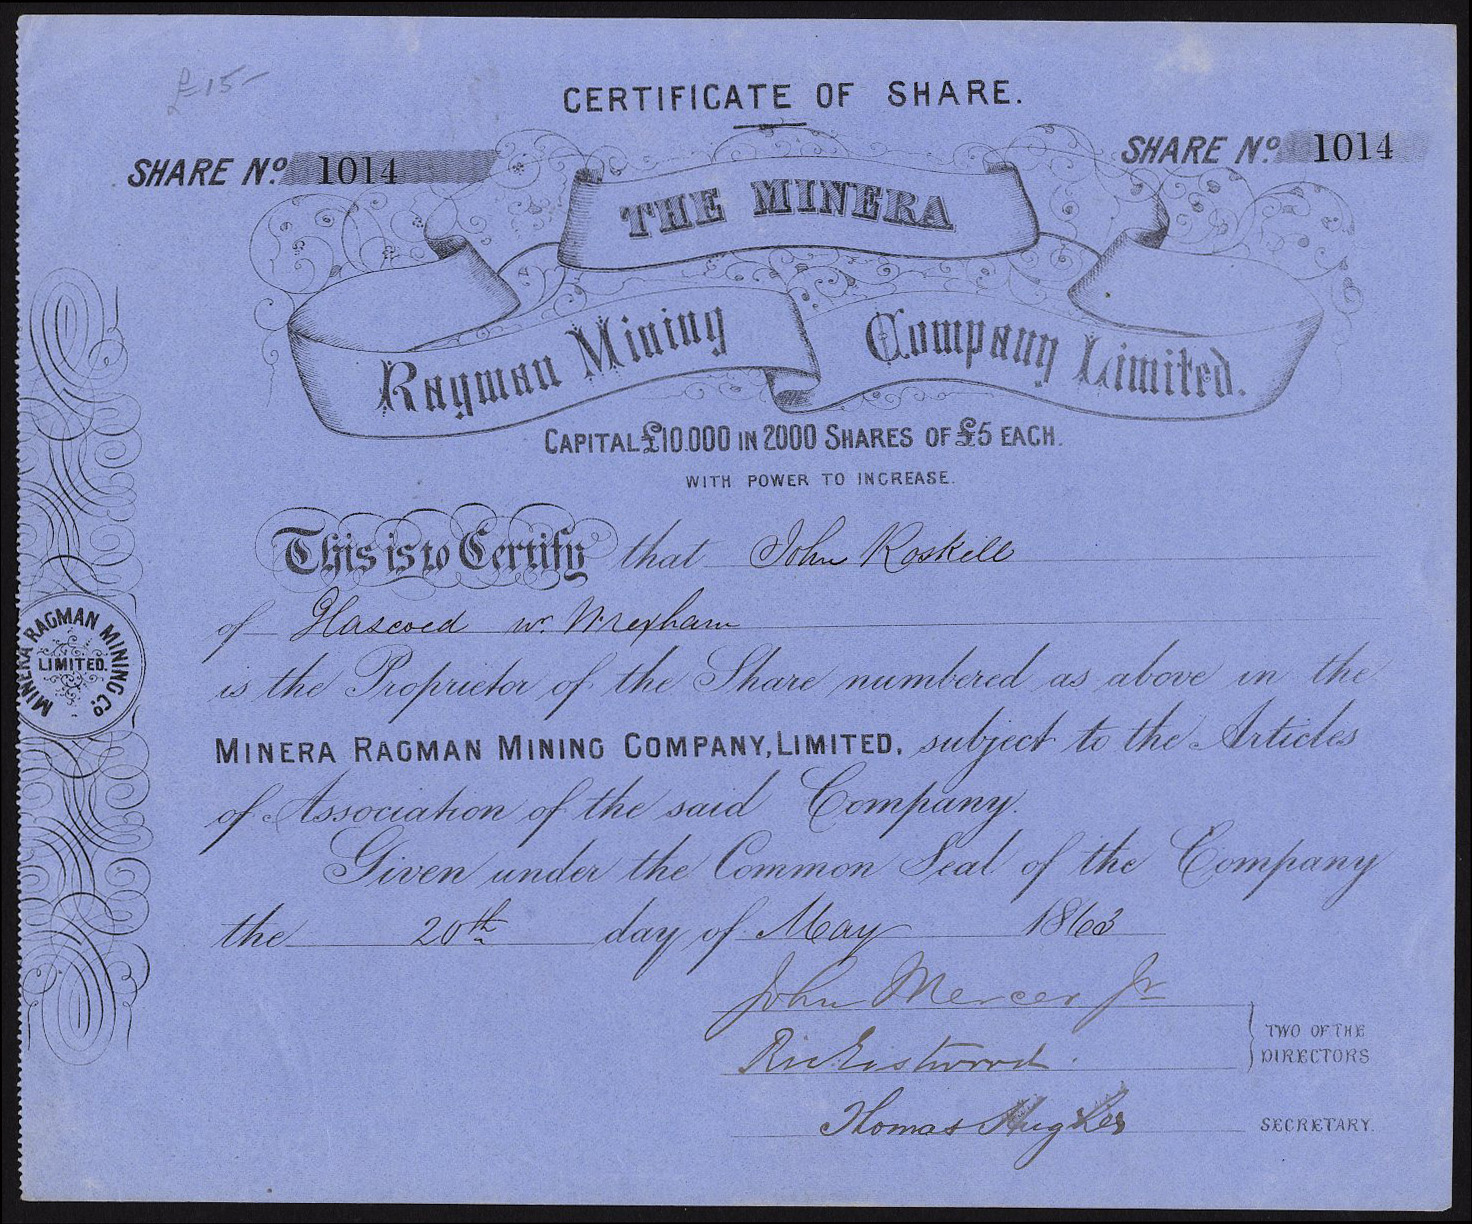 £15-
CERTIFICATE OF SHARE.
SHARE Nº 1014
SHARE Nº 1014
THE MINERA
Ragman Mining Company Limited.
CAPITAL £10.000 IN 2000 SHARES OF £5 EACH.
WITH POWER TO INCREASE.
This is to Certify that John Roskell
of Glascoed nr. Wrexham
is the Proprietor of the Share numbered as above in the
MINERA RAGMAN MINING COMPANY, LIMITED, subject to the Articles
of Association of the said Company.
Given under the Common Seal of the Company
the 20th day of May 1863
John Mercer Jr
TWO OF THE
DIRECTORS
Thomas Hughes SECRETARY.
MINERA RAGMAN MINING Co.
LIMITED.